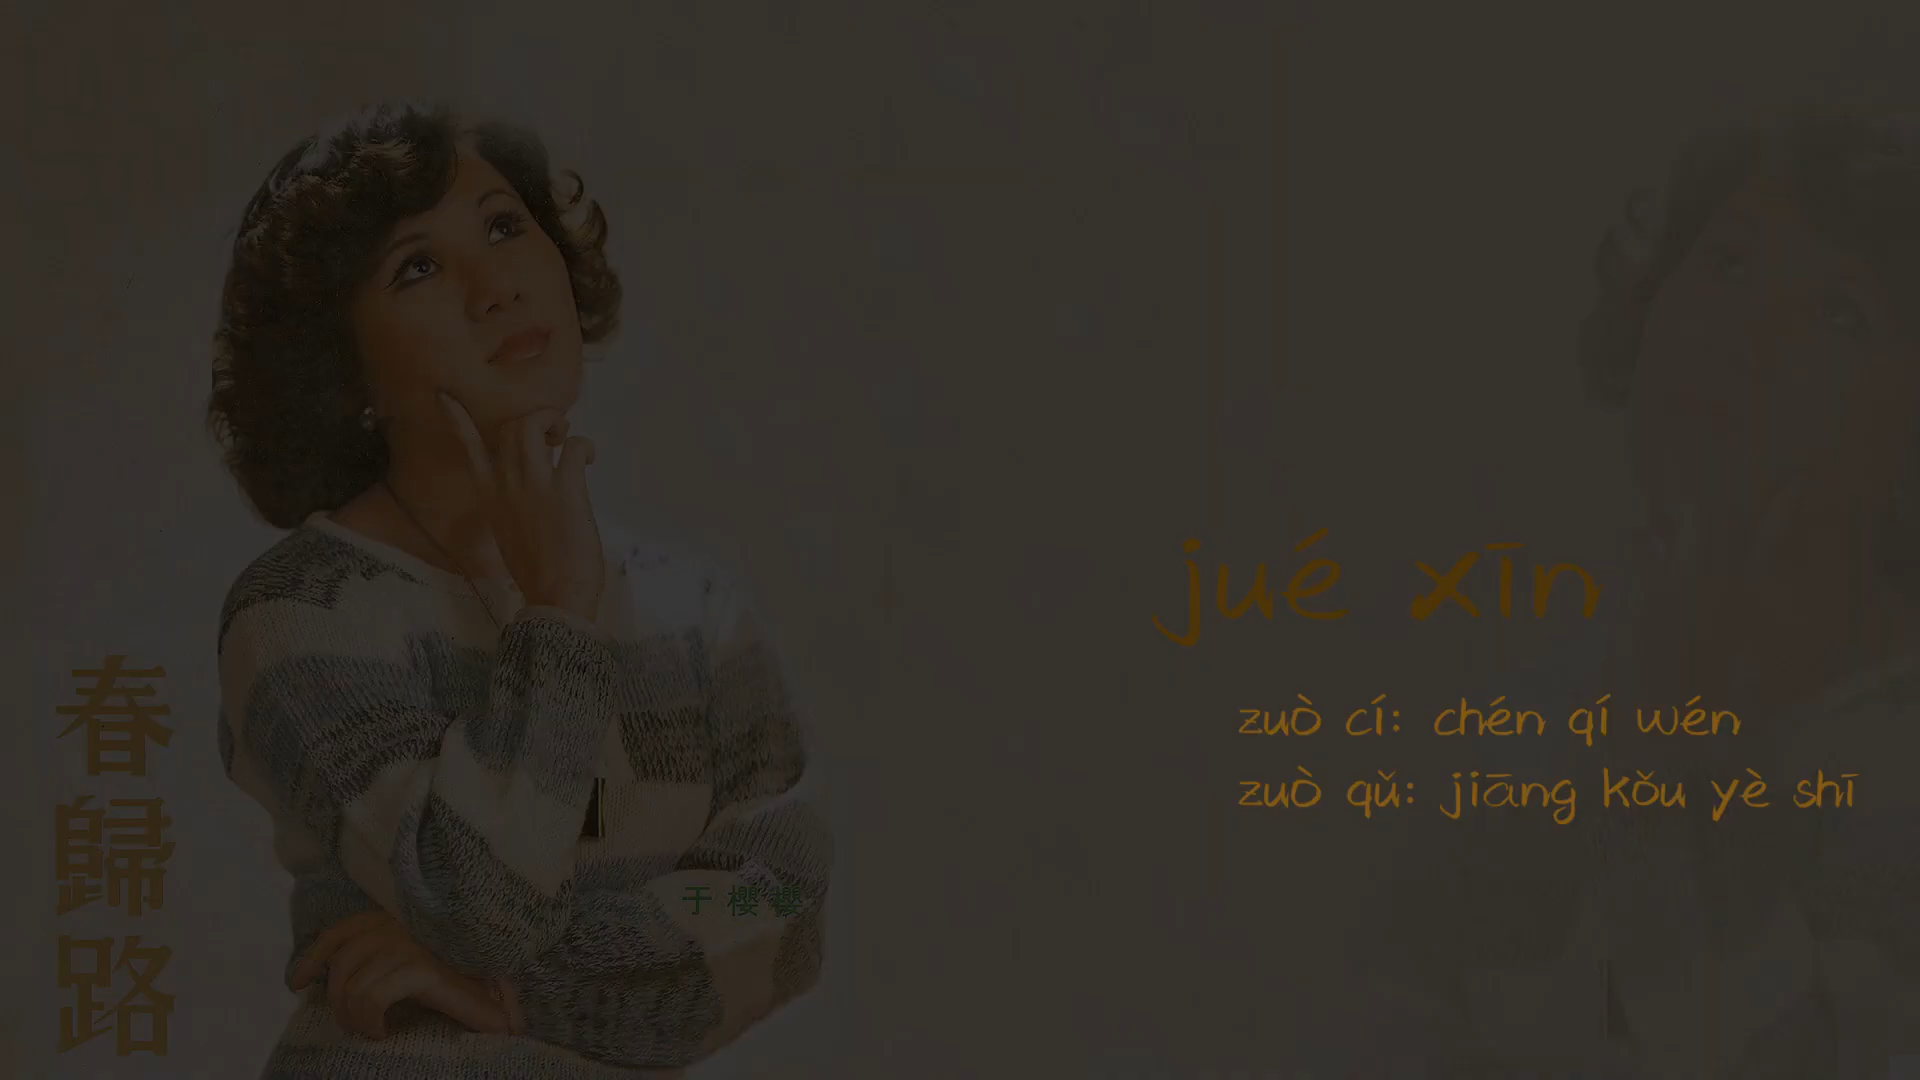 春歸路
于櫻櫻
jué xīn
zuò cí: chén qí wén
zuò qǔ: jiāng kǒu yè shī